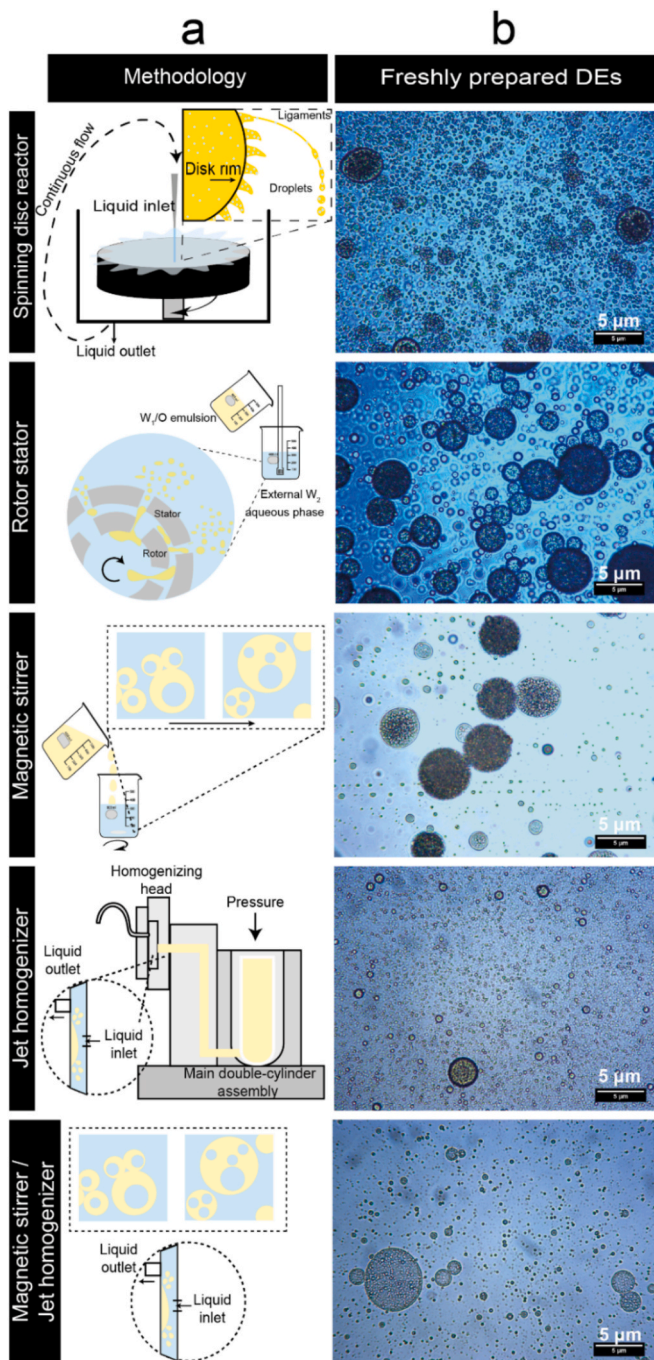 a
b
Methodology
Freshly prepared DEs
Spinning disc reactor
Continuous flow
Liquid inlet
Disk rim
Ligaments
Droplets
Liquid outlet
5 µm
5 µm
Rotor stator
W₁/O emulsion
External W₂
aqueous phase
Stator
Rotor
5 µm
5 µm
Magnetic stirrer
5 µm
5 µm
Jet homogenizer
Homogenizing
head
Pressure
Liquid
outlet
Liquid
inlet
Main double-cylinder
assembly
5 µm
5 µm
Magnetic stirrer /
Jet homogenizer
Liquid
outlet
Liquid
inlet
5 µm
5 µm